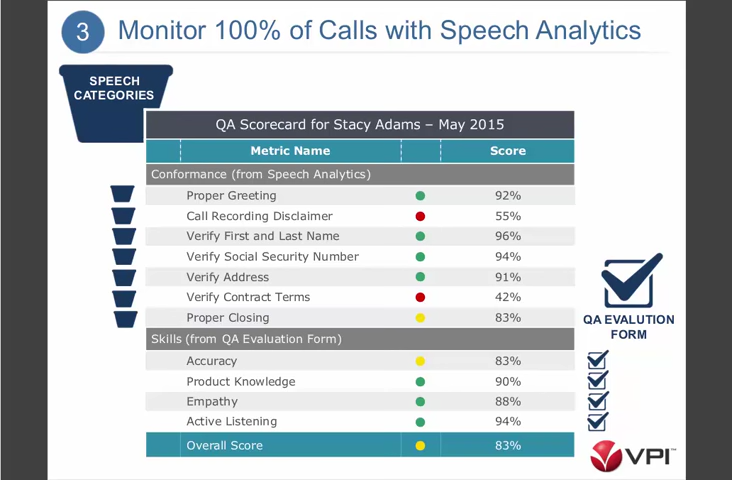 3 Monitor 100% of Calls with Speech Analytics
SPEECH
CATEGORIES
QA Scorecard for Stacy Adams – May 2015
Metric Name Score
Conformance (from Speech Analytics)
Proper Greeting 92%
Call Recording Disclaimer 55%
Verify First and Last Name 96%
Verify Social Security Number 94%
Verify Address 91%
Verify Contract Terms 42%
Proper Closing 83%
Skills (from QA Evaluation Form)
Accuracy 83%
Product Knowledge 90%
Empathy 88%
Active Listening 94%
Overall Score 83%
QA EVALUTION
FORM
VPI™